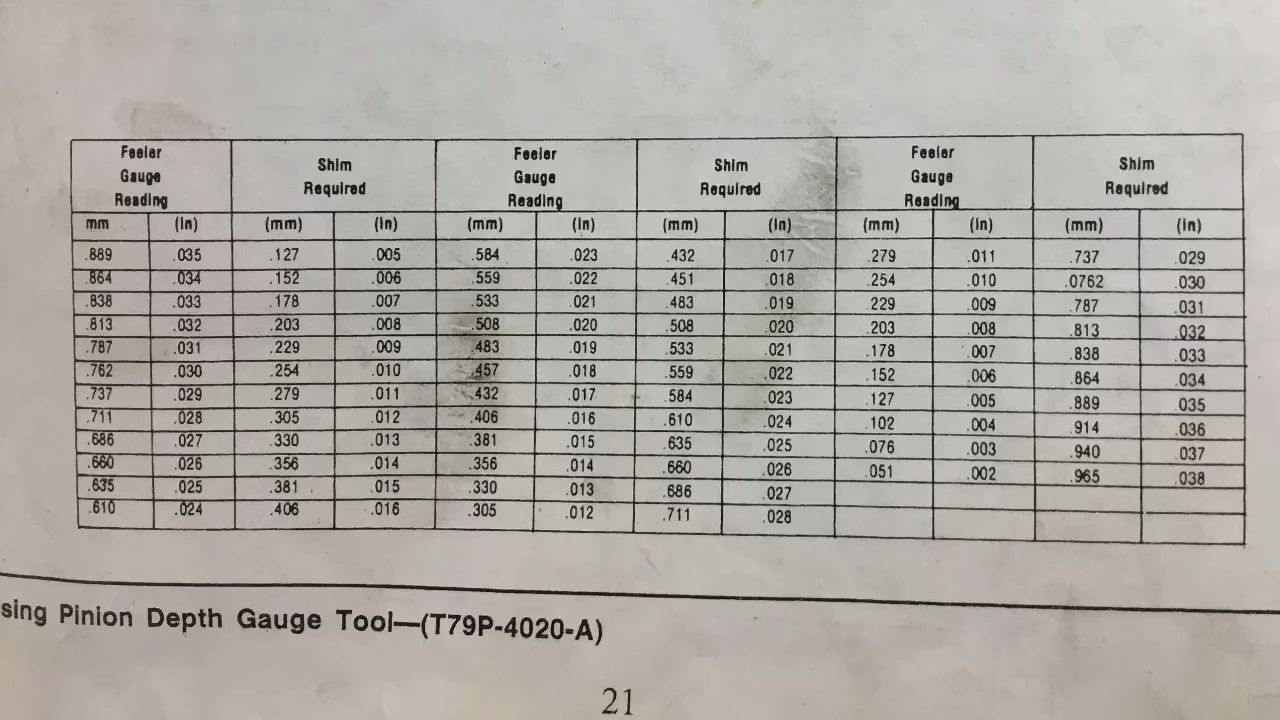 Feeler Gauge Reading Shim Required Feeler Gauge Reading Shim Required Feeler Gauge Reading Shim Required
mm (in) (mm) (in) (mm) (in) (mm) (in) (mm) (in) (mm) (in)
.889 .035 .127 .005 .584 .023 .432 .017 .279 .011 .737 .029
.864 .034 .152 .006 .559 .022 .451 .018 .254 .010 .0762 .030
.838 .033 .178 .007 .533 .021 .483 .019 .229 .009 .787 .031
.813 .032 .203 .008 .508 .020 .508 .020 .203 .008 .813 .032
.787 .031 .229 .009 .483 .019 .533 .021 .178 .007 .838 .033
.762 .030 .254 .010 .457 .018 .559 .022 .152 .006 .864 .034
.737 .029 .279 .011 .432 .017 .584 .023 .127 .005 .889 .035
.711 .028 .305 .012 .406 .016 .610 .024 .102 .004 .914 .036
.686 .027 .330 .013 .381 .015 .635 .025 .076 .003 .940 .037
.660 .026 .356 .014 .356 .014 .660 .026 .051 .002 .965 .038
.635 .025 .381 .015 .330 .013 .686 .027
.610 .024 .406 .016 .305 .012 .711 .028
sing Pinion Depth Gauge Tool—(T79P-4020-A)
21